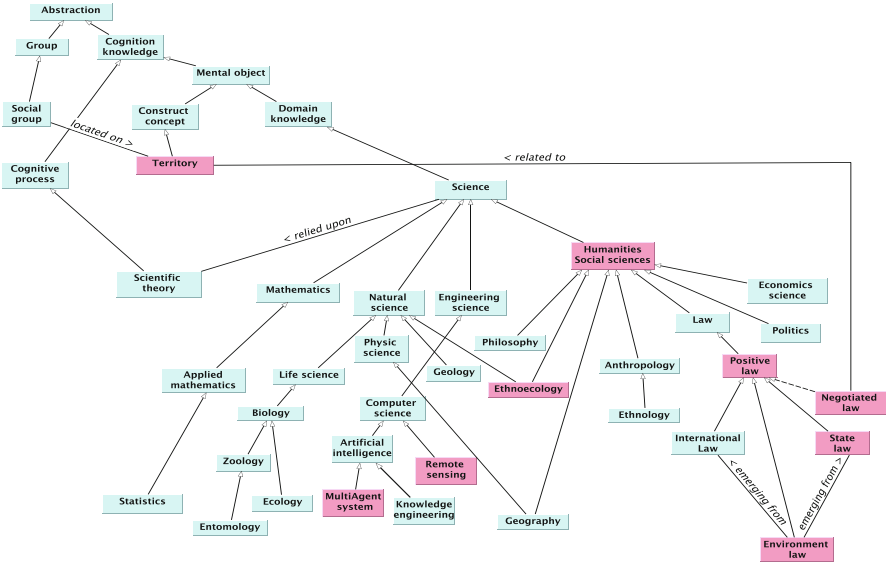 Abstraction
Group
Cognition
knowledge
Mental object
Social
group
Construct
concept
Domain
knowledge
located on >
Territory
< related to
Cognitive
process
Science
< relied upon
Humanities
Social sciences
Scientific
theory
Mathematics
Natural
science
Engineering
science
Economics
science
Law
Politics
Philosophy
Physic
science
Applied
mathematics
Life science
Geology
Ethnoecology
Anthropology
Positive
law
Negotiated
law
Biology
Computer
science
Ethnology
Artificial
intelligence
International
Law
State
law
Zoology
Remote
sensing
< emerging from
emerging from >
Statistics
Ecology
MultiAgent
system
Knowledge
engineering
Entomology
Geography
Environment
law